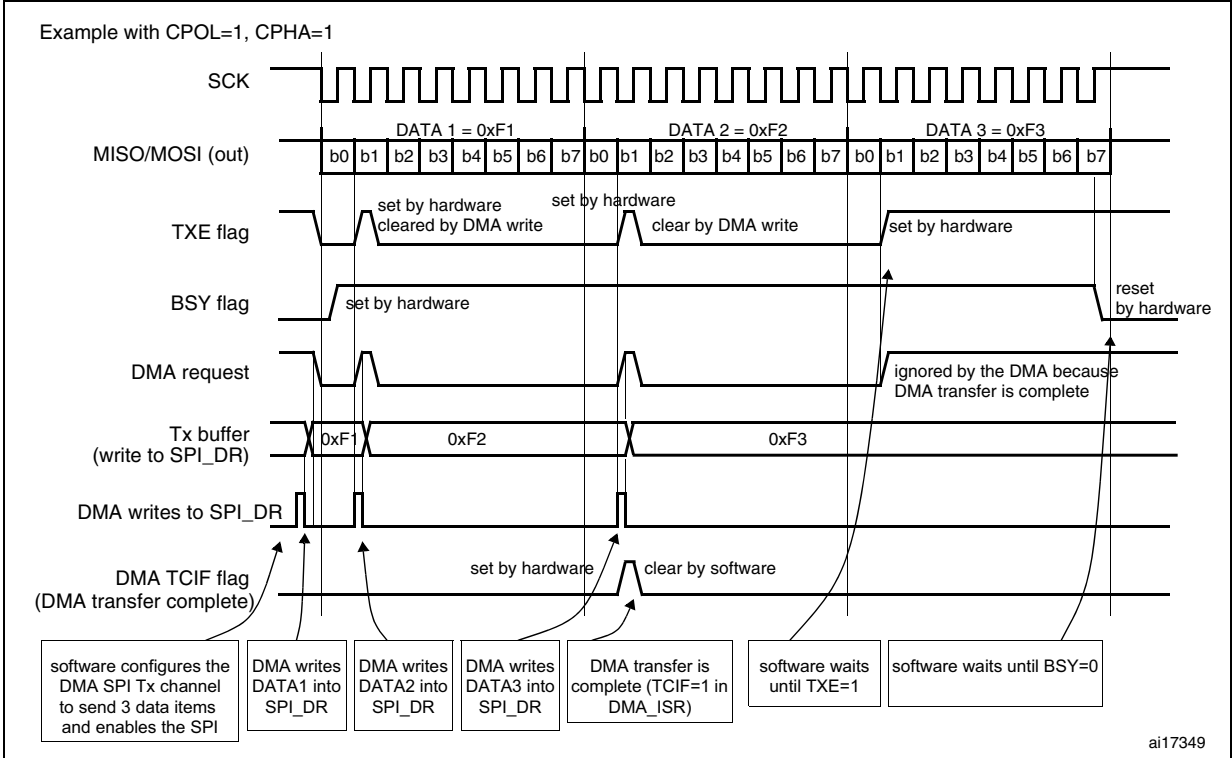 Example with CPOL=1, CPHA=1
SCK
DATA 1 = 0xF1 DATA 2 = 0xF2 DATA 3 = 0xF3
MISO/MOSI (out) b0 b1 b2 b3 b4 b5 b6 b7 b0 b1 b2 b3 b4 b5 b6 b7 b0 b1 b2 b3 b4 b5 b6 b7
TXE flag
set by hardware
cleared by DMA write
set by hardware
clear by DMA write
set by hardware
BSY flag
set by hardware
reset
by hardware
DMA request
ignored by the DMA because
DMA transfer is complete
Tx buffer
(write to SPI_DR)
0xF1 0xF2 0xF3
DMA writes to SPI_DR
DMA TCIF flag
(DMA transfer complete)
set by hardware
clear by software
software configures the
DMA SPI Tx channel
to send 3 data items
and enables the SPI
DMA writes
DATA1 into
SPI_DR
DMA writes
DATA2 into
SPI_DR
DMA writes
DATA3 into
SPI_DR
DMA transfer is
complete (TCIF=1 in
DMA_ISR)
software waits
until TXE=1
software waits until BSY=0
ai17349